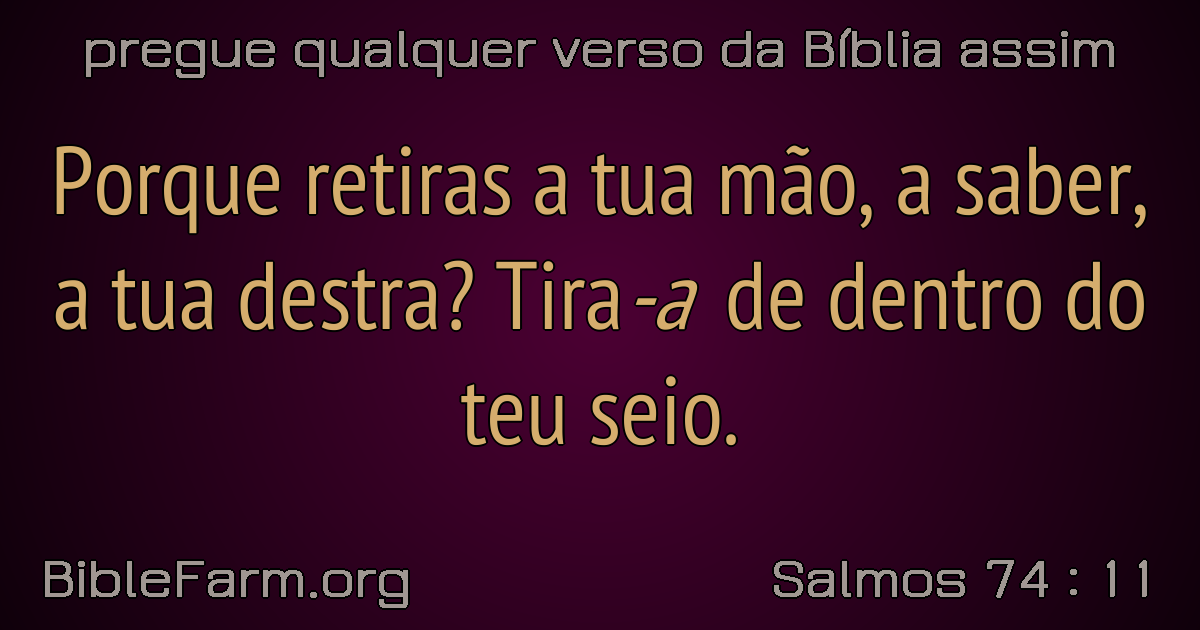 pregue qualquer verso da Bíblia assim
Porque retiras a tua mão, a saber,
a tua destra? Tira-a de dentro do
teu seio.
BibleFarm.org
Salmos 74 : 11